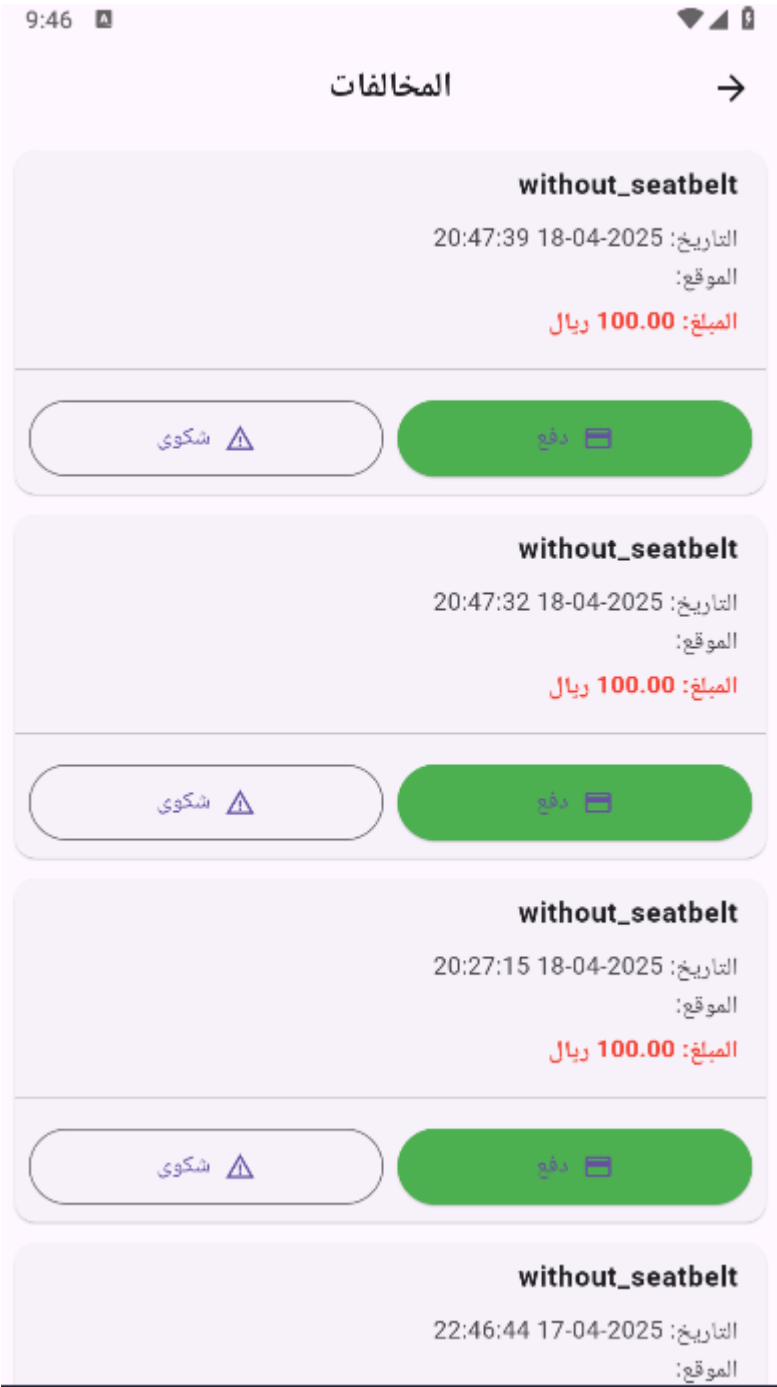 9:46
المخالفات
without_seatbelt
التاريخ: 2025-04-18 20:47:39
الموقع:
المبلغ: 100.00 ريال
دفع
شكوى
without_seatbelt
التاريخ: 2025-04-18 20:47:32
الموقع:
المبلغ: 100.00 ريال
دفع
شكوى
without_seatbelt
التاريخ: 2025-04-18 20:27:15
الموقع:
المبلغ: 100.00 ريال
دفع
شكوى
without_seatbelt
التاريخ: 2025-04-17 22:46:44
الموقع: